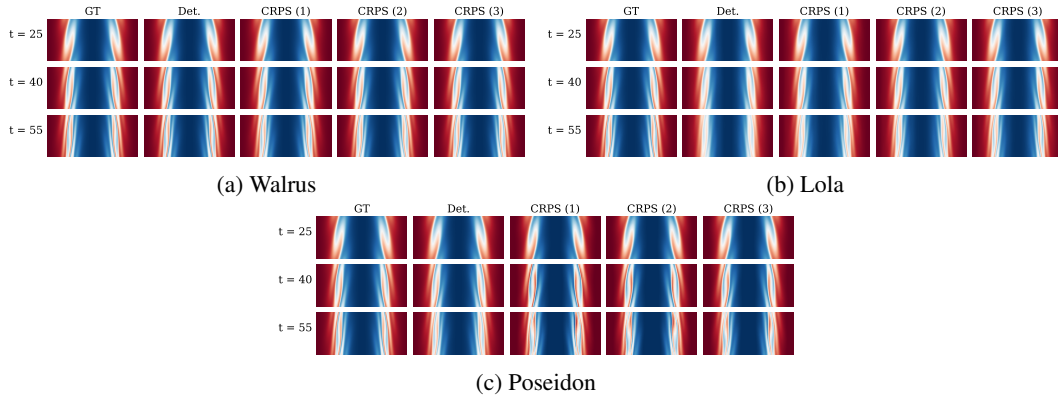 GT Det. CRPS (1) CRPS (2) CRPS (3)
t = 25
t = 40
t = 55
(a) Walrus
GT Det. CRPS (1) CRPS (2) CRPS (3)
t = 25
t = 40
t = 55
(b) Lola
GT Det. CRPS (1) CRPS (2) CRPS (3)
t = 25
t = 40
t = 55
(c) Poseidon